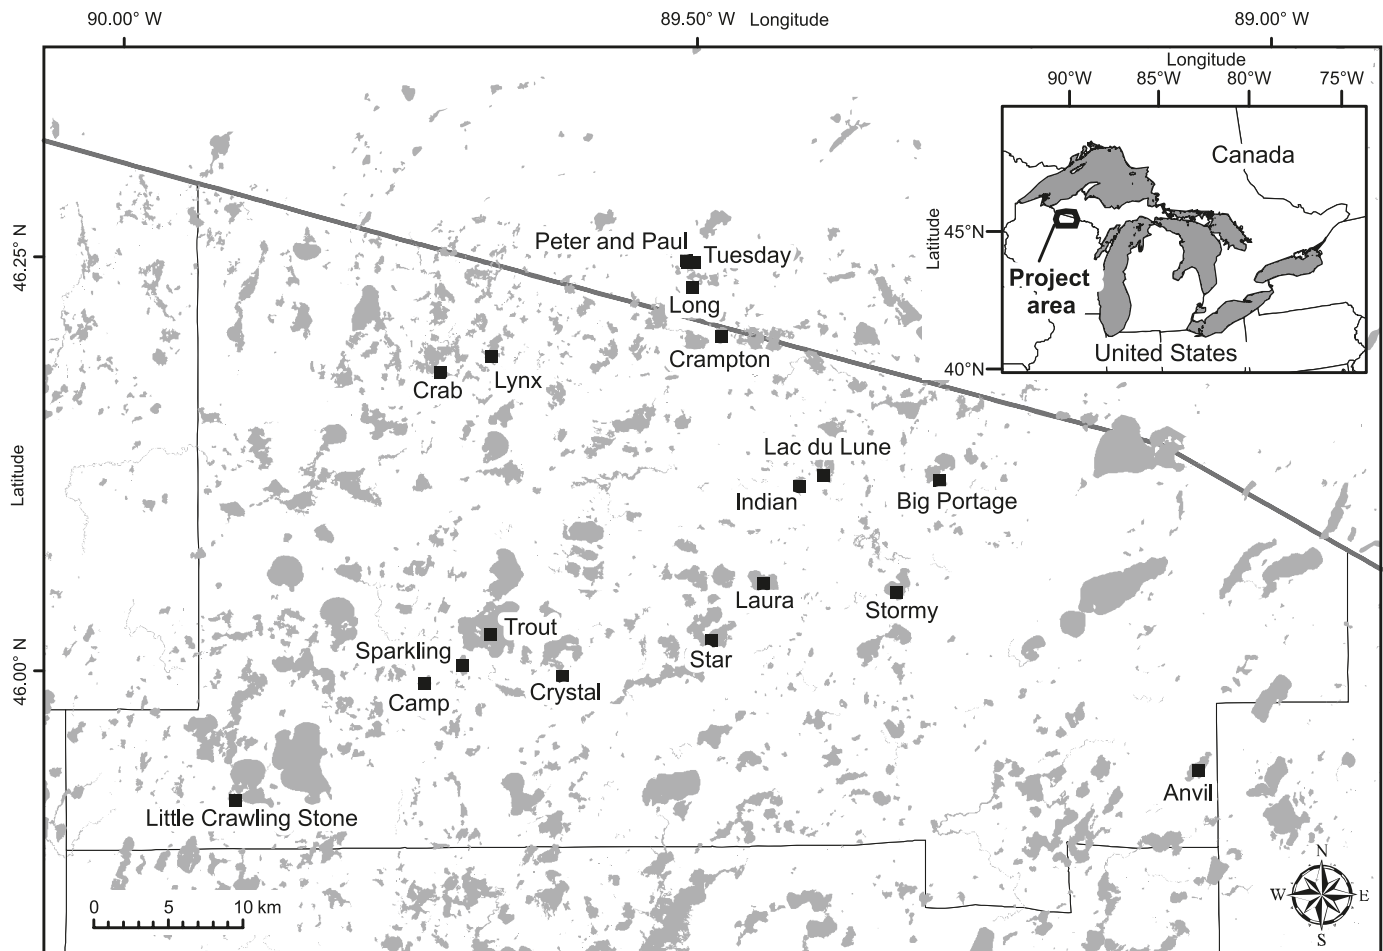 90.00° W
89.50° W
Longitude
89.00° W
Longitude
90°W
85°W
80°W
75°W
Canada
Latitude
45°N
Project
area
40°N
United States
46.25° N
Latitude
46.00° N
Peter and Paul
Tuesday
Long
Crampton
Lynx
Crab
Lac du Lune
Indian
Big Portage
Laura
Stormy
Trout
Sparkling
Star
Crystal
Camp
Anvil
Little Crawling Stone
0
5
10 km
N
W
E
S